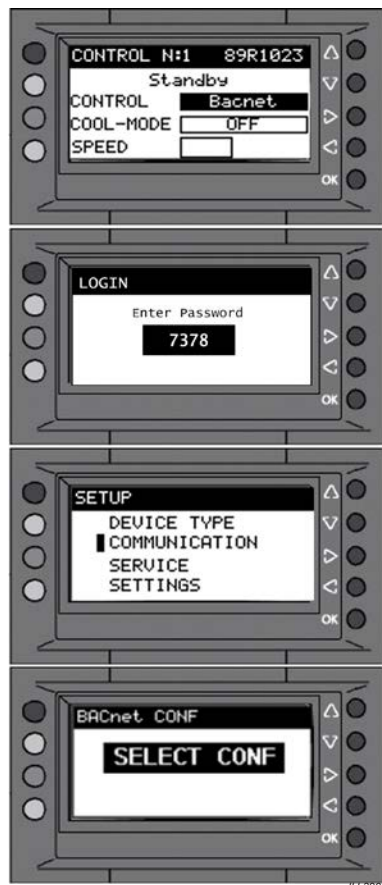 CONTROL N:1 89R1023
Standby
CONTROL Bacnet
COOL-MODE OFF
SPEED
OK
LOGIN
Enter Password
7378
OK
SETUP
DEVICE TYPE
COMMUNICATION
SERVICE
SETTINGS
OK
BACnet CONF
SELECT CONF
OK